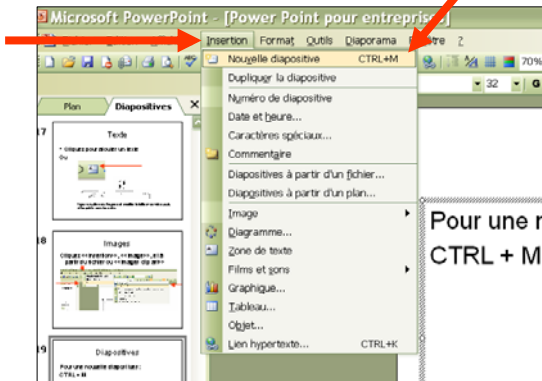 Microsoft PowerPoint - [Power Point pour entreprise]
Insertion Format Outils Diaporama ?
70%
32 G
Plan Diapositives X
Nouvelle diapositive CTRL+M
Dupliquer la diapositive
Numéro de diapositive
Date et heure...
Caractères spéciaux...
Commentaire
Diapositives à partir d'un fichier...
Diapositives à partir d'un plan...
Image
Diagramme...
Zone de texte
Films et sons
Graphique...
Tableau...
Objet...
Lien hypertexte... CTRL+K
17
Texte
Ou
18
Images
19
Diapositives
Pour une nouvelle diapositive :
CTRL + M
Pour une n
CTRL + M